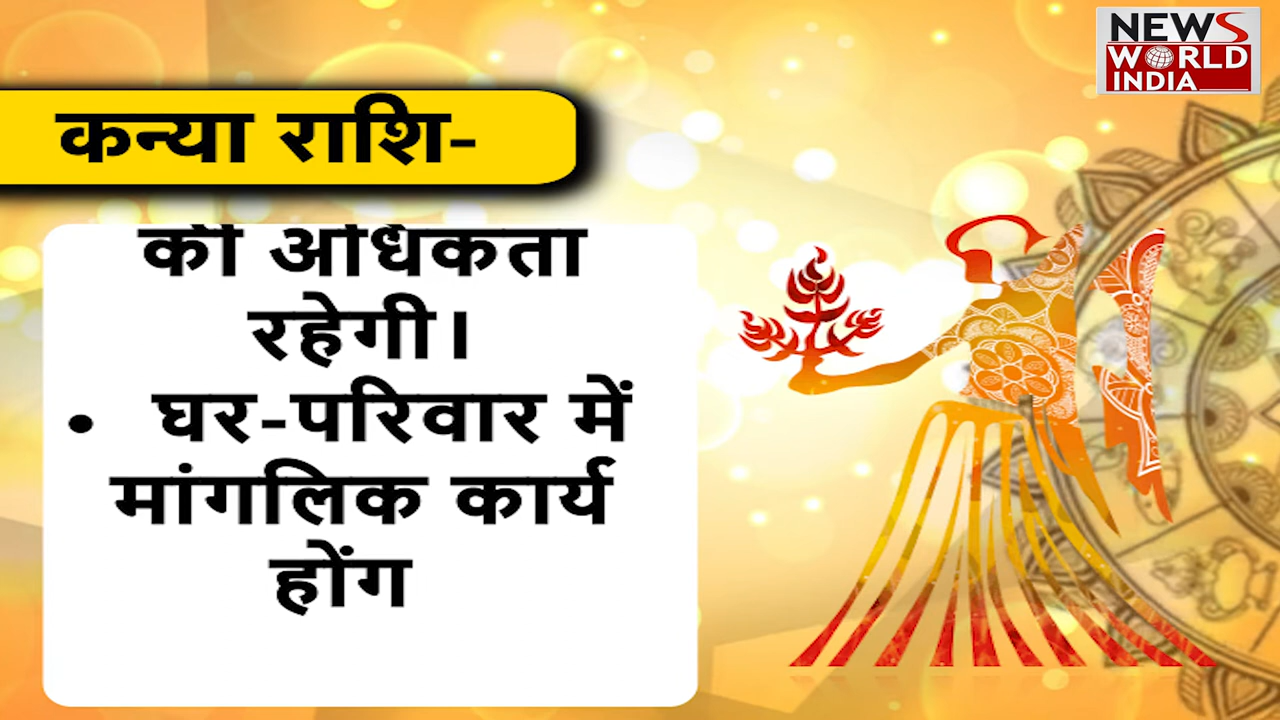 NEWS
WORLD
INDIA
कन्या राशि-
की अधिकता
रहेगी।
• घर-परिवार में
मांगलिक कार्य
होंग